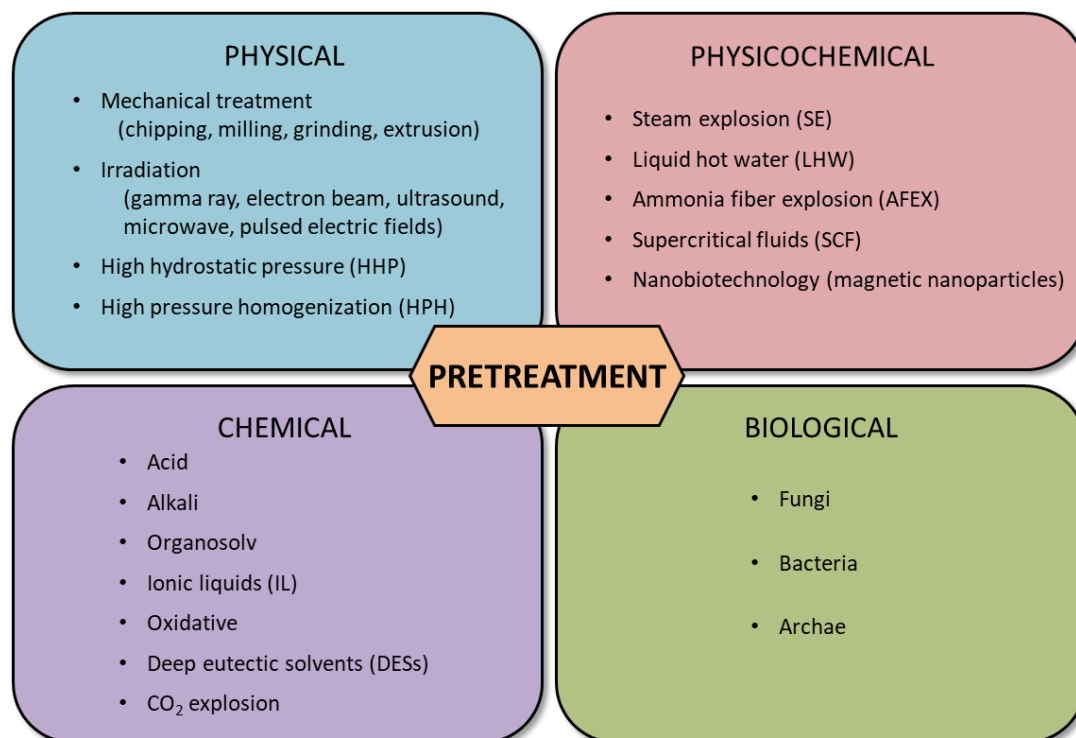 PHYSICAL
• Mechanical treatment
(chipping, milling, grinding, extrusion)
• Irradiation
(gamma ray, electron beam, ultrasound,
microwave, pulsed electric fields)
• High hydrostatic pressure (HHP)
• High pressure homogenization (HPH)
PHYSICOCHEMICAL
• Steam explosion (SE)
• Liquid hot water (LHW)
• Ammonia fiber explosion (AFEX)
• Supercritical fluids (SCF)
• Nanobiotechnology (magnetic nanoparticles)
PRETREATMENT
CHEMICAL
• Acid
• Alkali
• Organosolv
• Ionic liquids (IL)
• Oxidative
• Deep eutectic solvents (DESs)
• CO₂ explosion
BIOLOGICAL
• Fungi
• Bacteria
• Archae